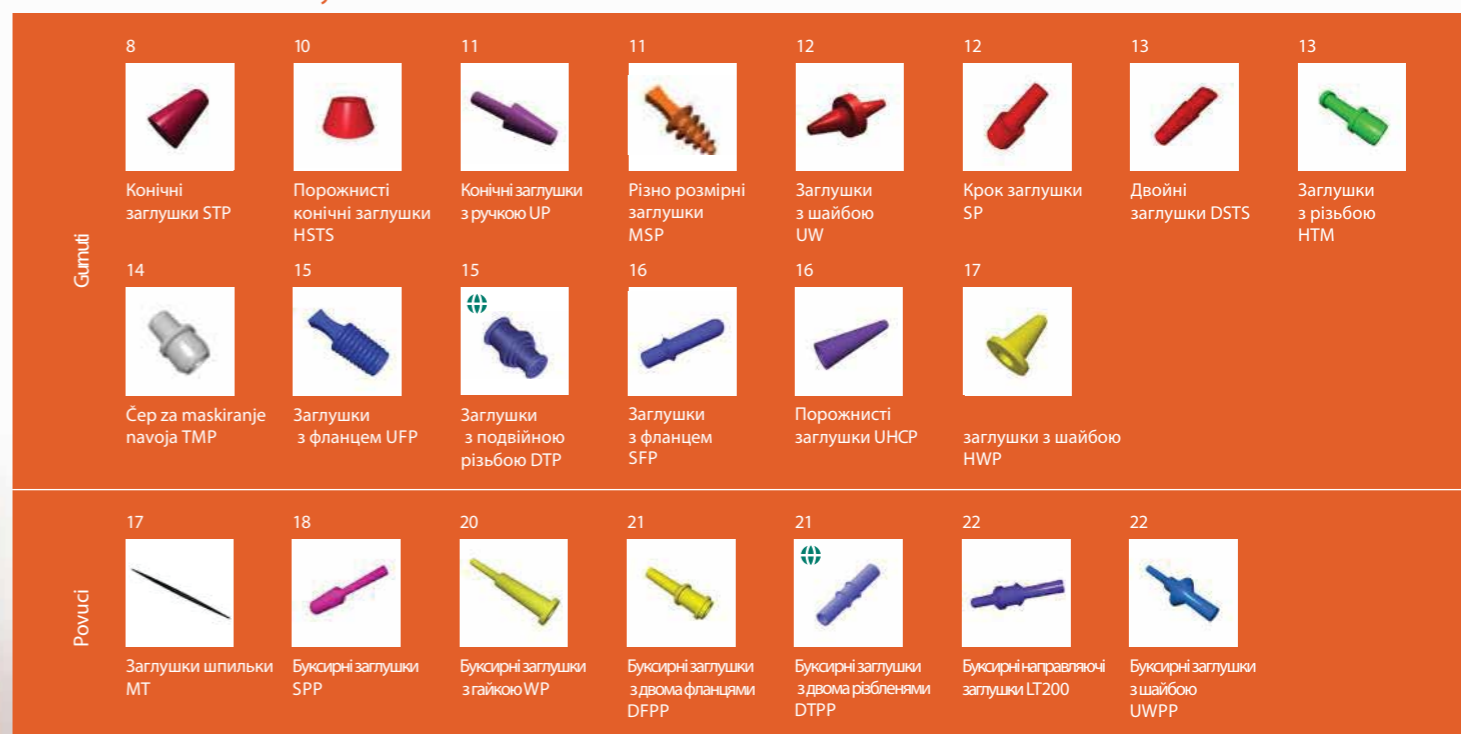 8
Конічні
заглушки STP
10
Порожнисті
конічні заглушки
HSTS
11
Конічні заглушки
з ручкою UP
11
Різно розмірні
заглушки
MSP
12
Заглушки
з шайбою
UW
12
Крок заглушки
SP
13
Двойні
заглушки DSTS
13
Заглушки
з різьбою
HTM
Gumuti
14
Čep za maskiranje
navoja TMP
15
Заглушки
з фланцем UFP
15
Заглушки
з подвійною
різьбою DTP
16
Заглушки
з фланцем
SFP
16
Порожнисті
заглушки UHCP
17
заглушки з шайбою
HWP
Povuci
17
Заглушки шпильки
MT
18
Буксирні заглушки
SPP
20
Буксирні заглушки
з гайкою WP
21
Буксирні заглушки
з двома фланцями
DFPP
21
Буксирні заглушки
з двома різбленями
DTPP
22
Буксирні направляючі
заглушки LT200
22
Буксирні заглушки
з шайбою
UWPP